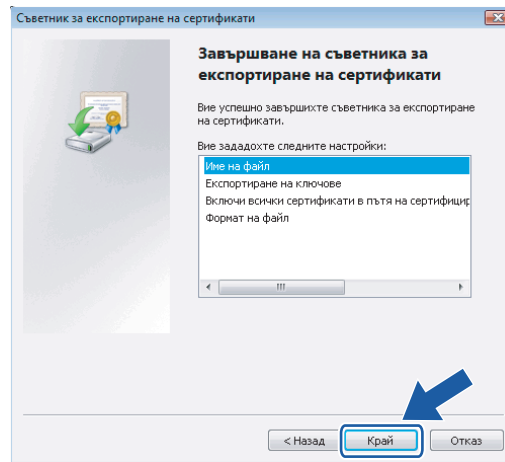 Съветник за експортиране на сертификати
Завършване на съветника за
експортиране на сертификати
Вие успешно завършихте съветника за експортиране
на сертификати.
Вие зададохте следните настройки:
Име на файл
Експортиране на ключове
Включи всички сертификати в пътя на сертифицир
Формат на файл
< Назад
Край
Отказ